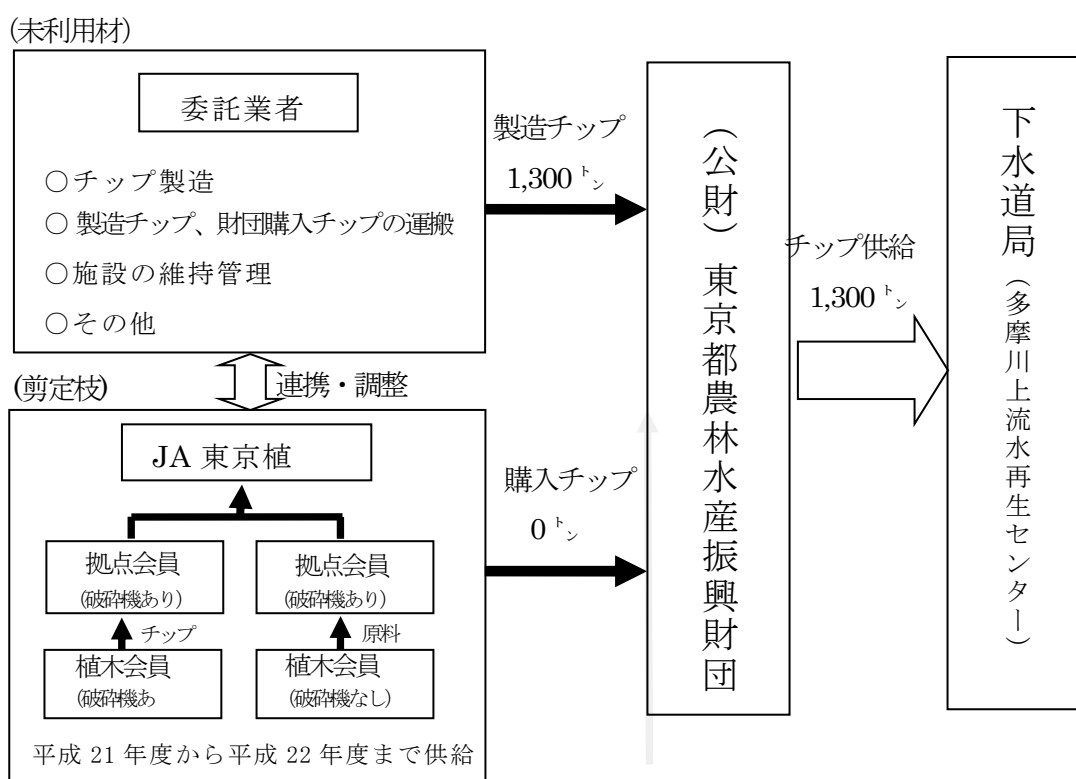 (未利用材)
委託業者
○チップ製造
○ 製造チップ、財団購入チップの運搬
○施設の維持管理
○その他
製造チップ
1,300 トン
(公財)東京都農林水産振興財団
チップ供給
1,300 トン
下水道局(多摩川上流水再生センター)
連携・調整
(剪定枝)
JA 東京植
拠点会員
(破砕機あり)
拠点会員
(破砕機あり)
チップ
原料
植木会員
(破砕機あ
植木会員
(破砕機なし)
平成 21 年度から平成 22 年度まで供給
購入チップ
0 トン